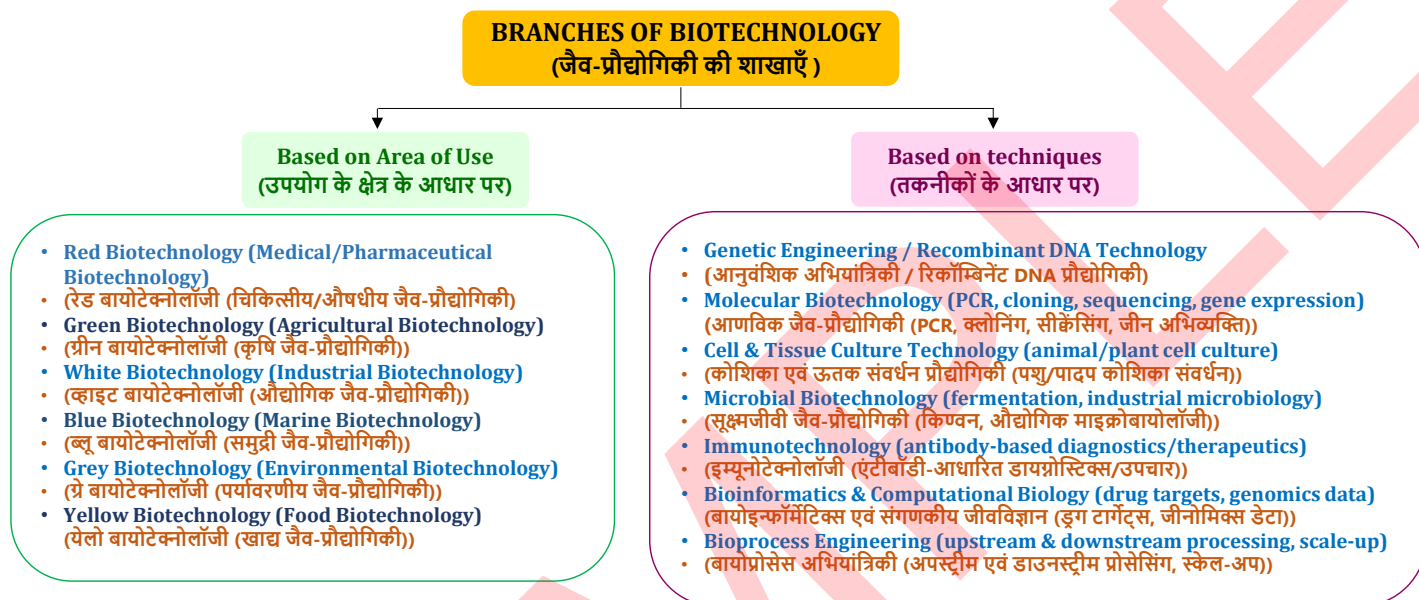 BRANCHES OF BIOTECHNOLOGY
(जैव-प्रौद्योगिकी की शाखाएँ )
Based on Area of Use
(उपयोग के क्षेत्र के आधार पर)
• Red Biotechnology (Medical/Pharmaceutical
Biotechnology)
• (रेड बायोटेक्नोलॉजी (चिकित्सीय/औषधीय जैव-प्रौद्योगिकी)
• Green Biotechnology (Agricultural Biotechnology)
• (ग्रीन बायोटेक्नोलॉजी (कृषि जैव-प्रौद्योगिकी))
• White Biotechnology (Industrial Biotechnology)
• (व्हाइट बायोटेक्नोलॉजी (औद्योगिक जैव-प्रौद्योगिकी))
• Blue Biotechnology (Marine Biotechnology)
• (ब्लू बायोटेक्नोलॉजी (समुद्री जैव-प्रौद्योगिकी))
• Grey Biotechnology (Environmental Biotechnology)
• (ग्रे बायोटेक्नोलॉजी (पर्यावरणीय जैव-प्रौद्योगिकी))
• Yellow Biotechnology (Food Biotechnology)
(येलो बायोटेक्नोलॉजी (खाद्य जैव-प्रौद्योगिकी))
Based on techniques
(तकनीकों के आधार पर)
• Genetic Engineering / Recombinant DNA Technology
• (आनुवंशिक अभियांत्रिकी / रिकॉम्बिनेंट DNA प्रौद्योगिकी)
• Molecular Biotechnology (PCR, cloning, sequencing, gene expression)
(आणविक जैव-प्रौद्योगिकी (PCR, क्लोनिंग, सीक्वेंसिंग, जीन अभिव्यक्ति))
• Cell & Tissue Culture Technology (animal/plant cell culture)
• (कोशिका एवं ऊतक संवर्धन प्रौद्योगिकी (पशु/पादप कोशिका संवर्धन))
• Microbial Biotechnology (fermentation, industrial microbiology)
• (सूक्ष्मजीवी जैव-प्रौद्योगिकी (किण्वन, औद्योगिक माइक्रोबायोलॉजी))
• Immunotechnology (antibody-based diagnostics/therapeutics)
• (इम्यूनोटेक्नोलॉजी (एंटीबॉडी-आधारित डायग्नोस्टिक्स/उपचार))
• Bioinformatics & Computational Biology (drug targets, genomics data)
(बायोइन्फॉर्मेटिक्स एवं संगणकीय जीवविज्ञान (ड्रग टार्गेट्स, जीनोमिक्स डेटा))
• Bioprocess Engineering (upstream & downstream processing, scale-up)
• (बायोप्रोसेस अभियांत्रिकी (अपस्ट्रीम एवं डाउनस्ट्रीम प्रोसेसिंग, स्केल-अप))